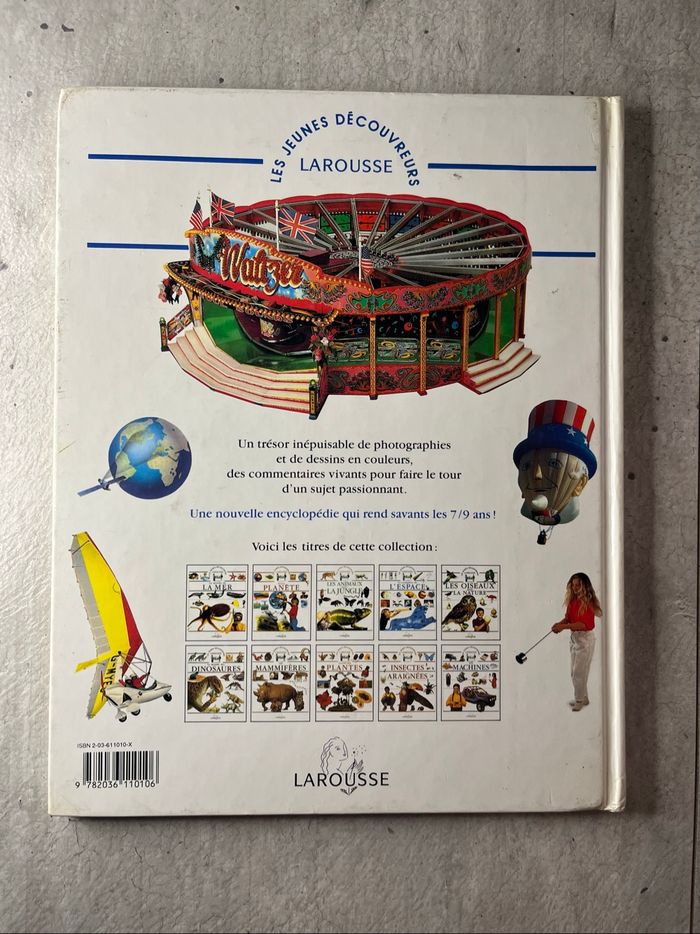 LES JEUNES DÉCOUVREURS
LAROUSSE
Waltzer
Un trésor inépuisable de photographies
et de dessins en couleurs,
des commentaires vivants pour faire le tour
d'un sujet passionnant.
Une nouvelle encyclopédie qui rend savants les 7/9 ans !
Voici les titres de cette collection :
LA MER
PLANÈTE
LES ANIMAUX
LA JUNGLE
L'ESPACE
LES OISEAUX
LA NATURE
DINOSAURES
MAMMIFÈRES
PLANTES
INSECTES
ARAIGNÉES
MACHINES
ISBN 2-03-611010-X
9 782036 110106
LAROUSSE